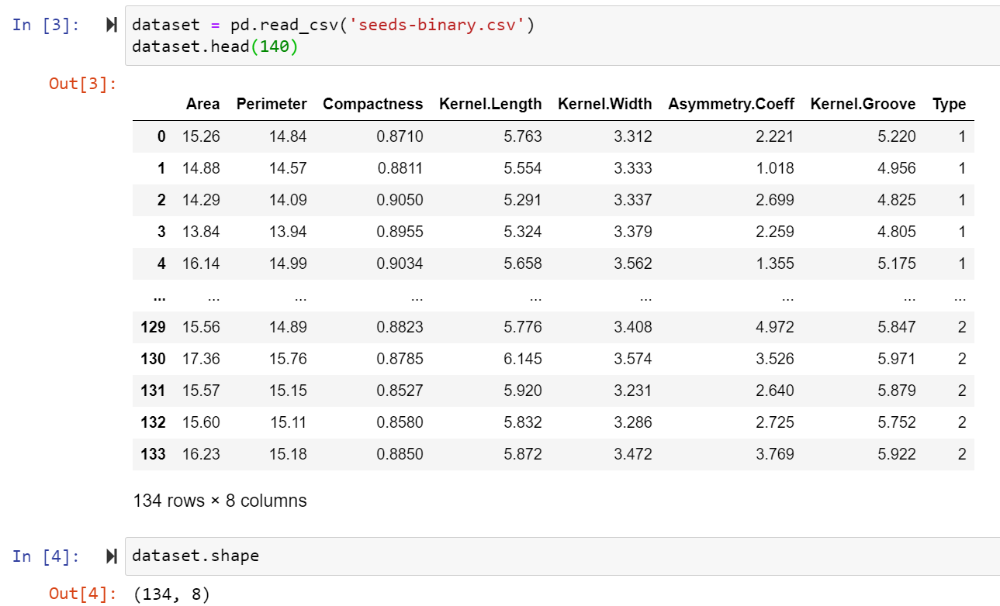 In [3]: dataset = pd.read_csv('seeds-binary.csv')
dataset.head(140)
Out[3]:
Area Perimeter Compactness Kernel.Length Kernel.Width Asymmetry.Coeff Kernel.Groove Type
0 15.26 14.84 0.8710 5.763 3.312 2.221 5.220 1
1 14.88 14.57 0.8811 5.554 3.333 1.018 4.956 1
2 14.29 14.09 0.9050 5.291 3.337 2.699 4.825 1
3 13.84 13.94 0.8955 5.324 3.379 2.259 4.805 1
4 16.14 14.99 0.9034 5.658 3.562 1.355 5.175 1
... ... ... ... ... ... ... ... ...
129 15.56 14.89 0.8823 5.776 3.408 4.972 5.847 2
130 17.36 15.76 0.8785 6.145 3.574 3.526 5.971 2
131 15.57 15.15 0.8527 5.920 3.231 2.640 5.879 2
132 15.60 15.11 0.8580 5.832 3.286 2.725 5.752 2
133 16.23 15.18 0.8850 5.872 3.472 3.769 5.922 2
134 rows × 8 columns
In [4]: dataset.shape
Out[4]: (134, 8)